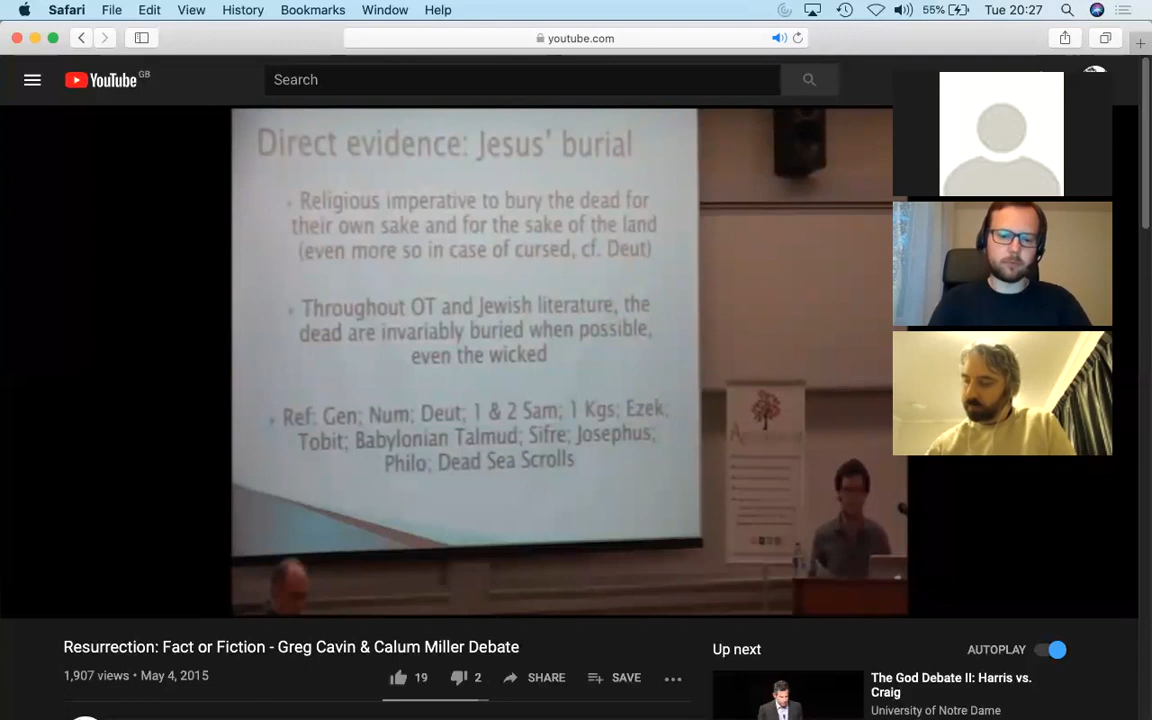 Safari File Edit View History Bookmarks Window Help 55% Tue 20:27
youtube.com
YouTube GB Search
Direct evidence: Jesus' burial
Religious imperative to bury the dead for
their own sake and for the sake of the land
(even more so in case of cursed, cf. Deut)
Throughout OT and Jewish literature, the
dead are invariably buried when possible,
even the wicked
Ref: Gen; Num; Deut; 1 & 2 Sam; 1 Kgs; Ezek;
Tobit; Babylonian Talmud; Sifre; Josephus;
Philo; Dead Sea Scrolls
Resurrection: Fact or Fiction - Greg Cavin & Calum Miller Debate
1,907 views • May 4, 2015
19 2 SHARE SAVE
Up next AUTOPLAY
The God Debate II: Harris vs.
Craig
University of Notre Dame